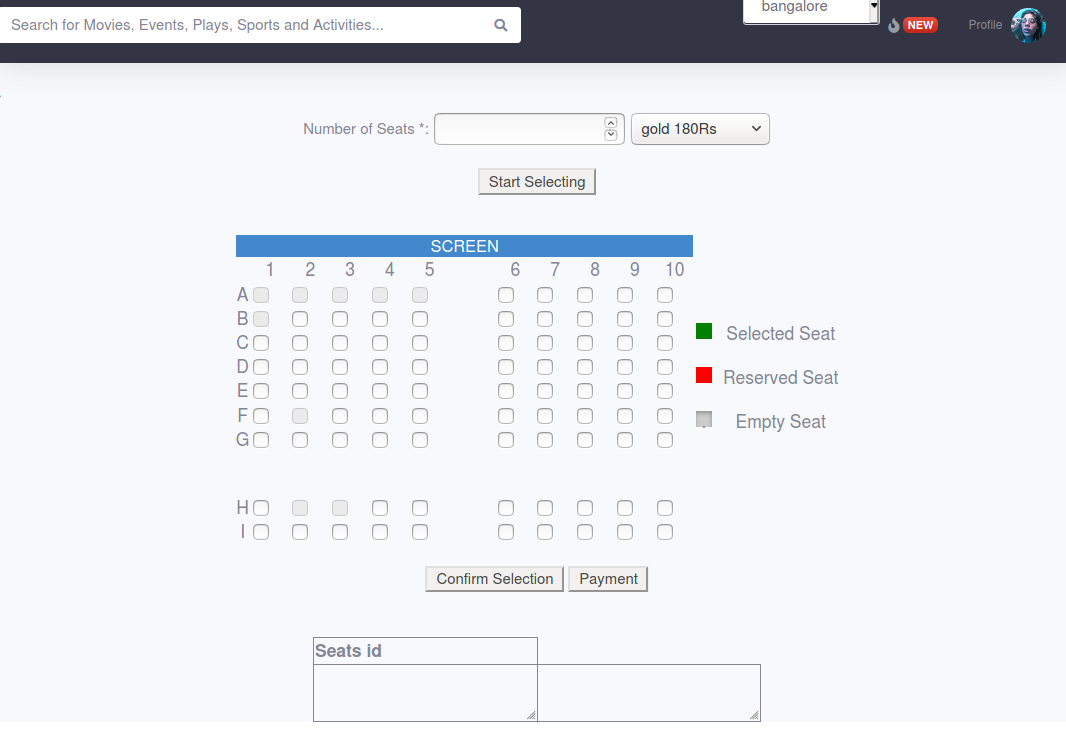 Search for Movies, Events, Plays, Sports and Activities...
bangalore
NEW
Profile
Number of Seats *:
gold 180Rs
Start Selecting
SCREEN
1 2 3 4 5 6 7 8 9 10
A
B
C
D
E
F
G
H
I
Selected Seat
Reserved Seat
Empty Seat
Confirm Selection
Payment
Seats id